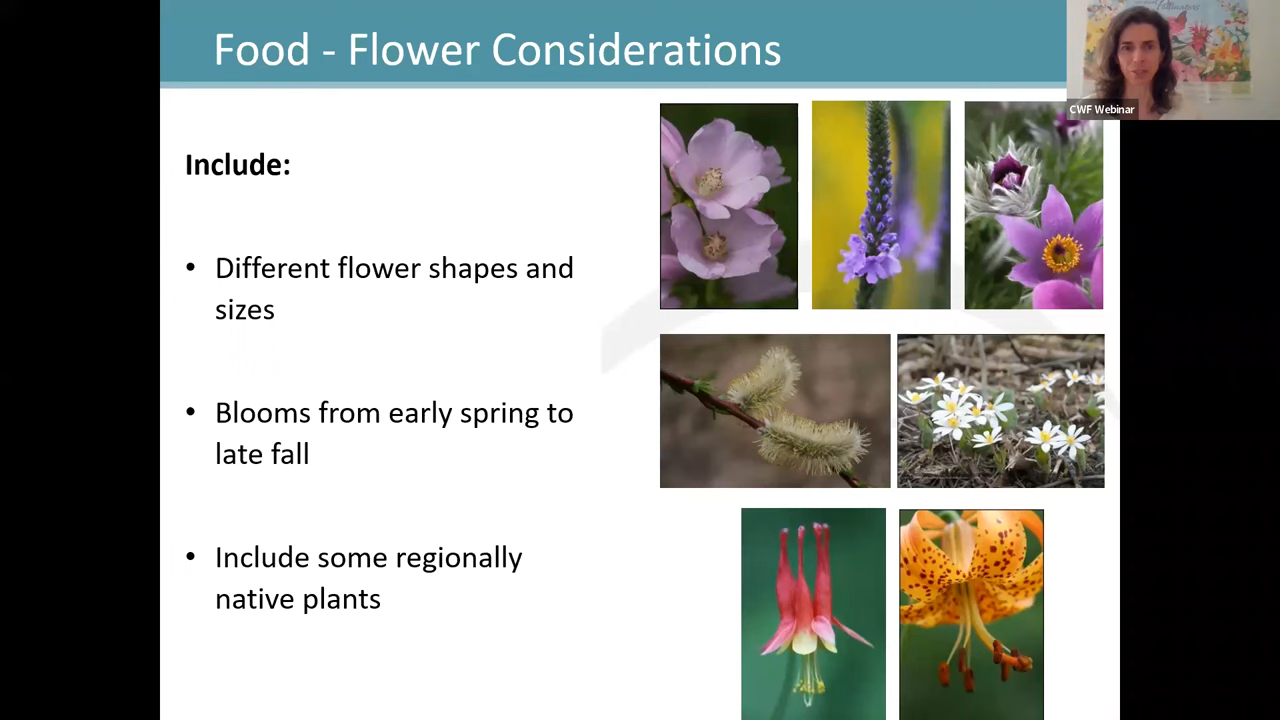 Food - Flower Considerations
CWF Webinar
Include:
• Different flower shapes and
sizes
• Blooms from early spring to
late fall
• Include some regionally
native plants